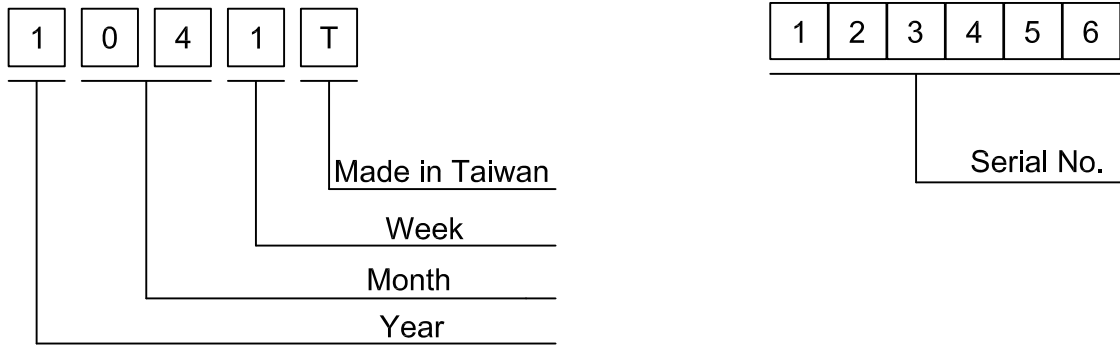 1 0 4 1 T
1 2 3 4 5 6
Made in Taiwan
Serial No.
Week
Month
Year